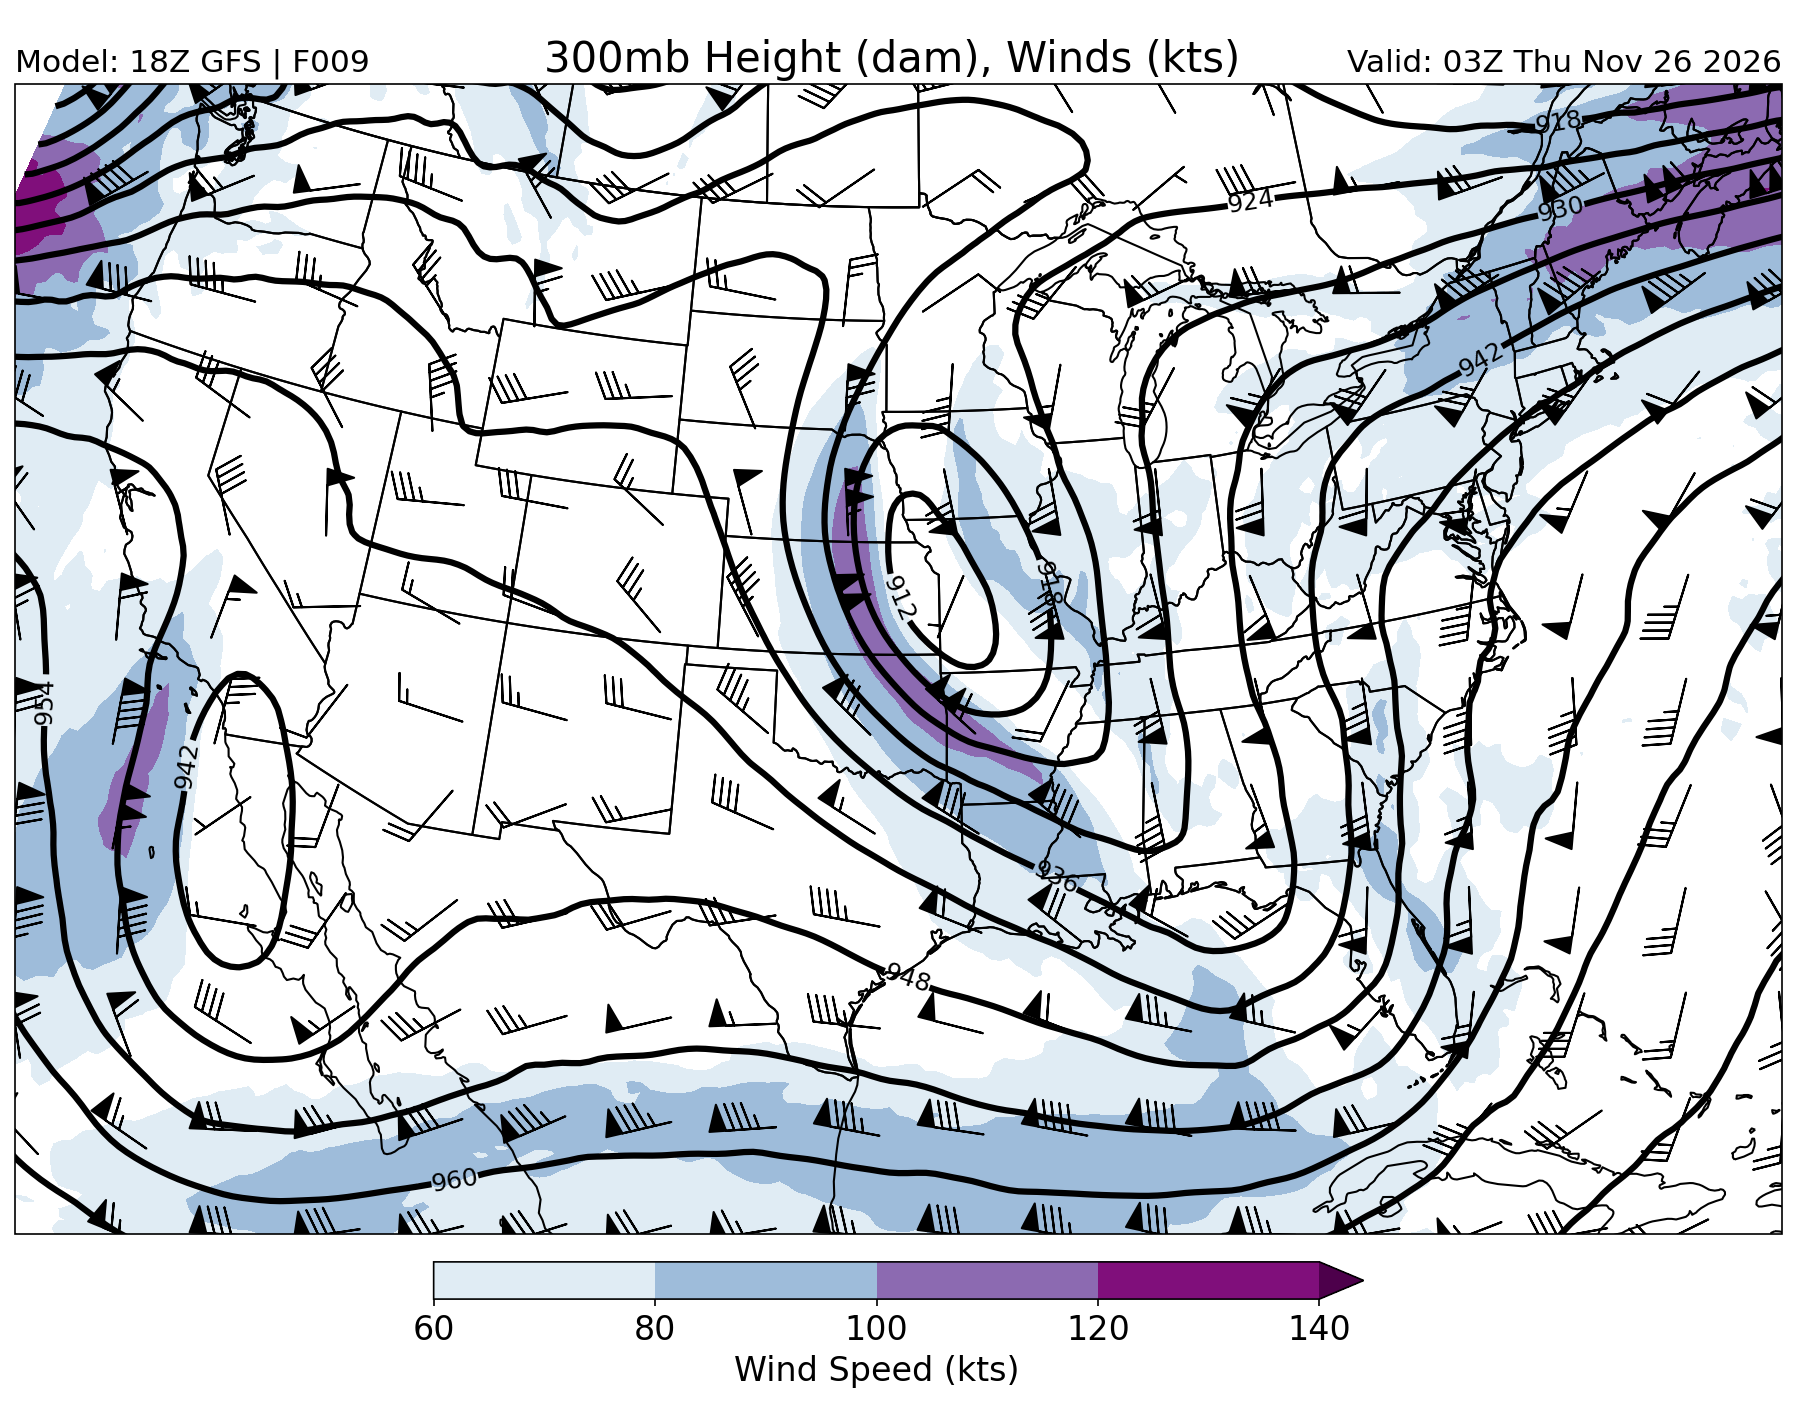 Model: 18Z GFS | F009
300mb Height (dam), Winds (kts)
Valid: 03Z Thu Nov 26 2026
918
924
930
942
912
918
954
942
936
948
960
60 80 100 120 140
Wind Speed (kts)